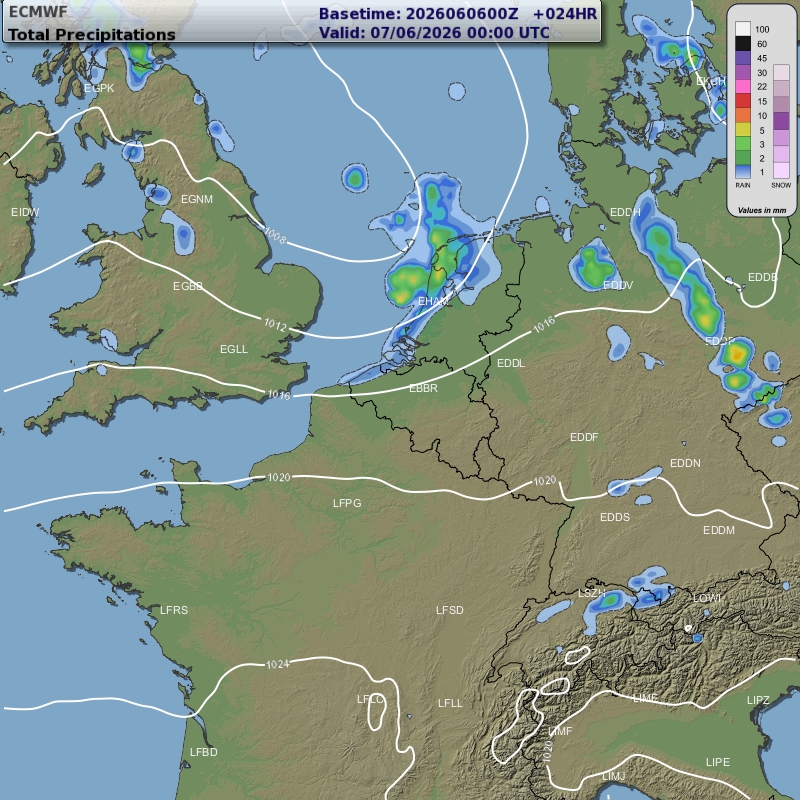 ECMWF
Basetime: 2026060600Z +024HR
Total Precipitations
Valid: 07/06/2026 00:00 UTC
100
60
45
30
22
15
10
5
3
2
1
RAIN SNOW
Values in mm
EGPK
EIDW
EGNM
EGBB
EGLL
EHAM
EDDH
EDDV
EDDB
EDDP
EDDL
EBBR
EDDF
EDDN
EDDS
EDDM
LFPG
LFRS
LFSD
LSZH
LOWI
LFLC
LFLL
LFBD
LIMF
LIME
LIPZ
LIPE
LIMJ
1008
1012
1016
1016
1020
1020
1024
1020